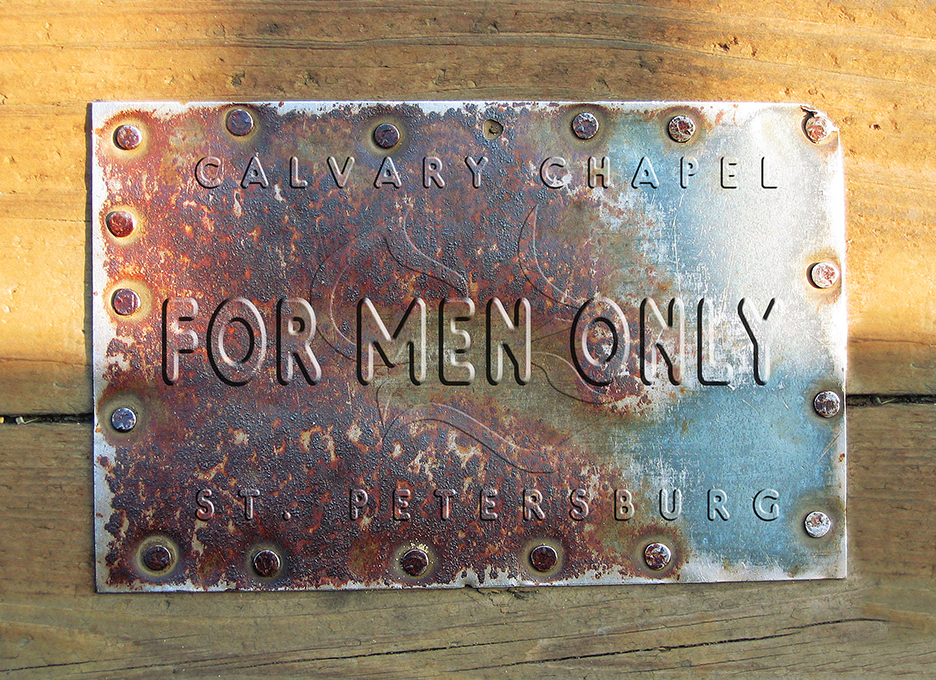 CALVARY CHAPEL
FOR MEN ONLY
ST. PETERSBURG